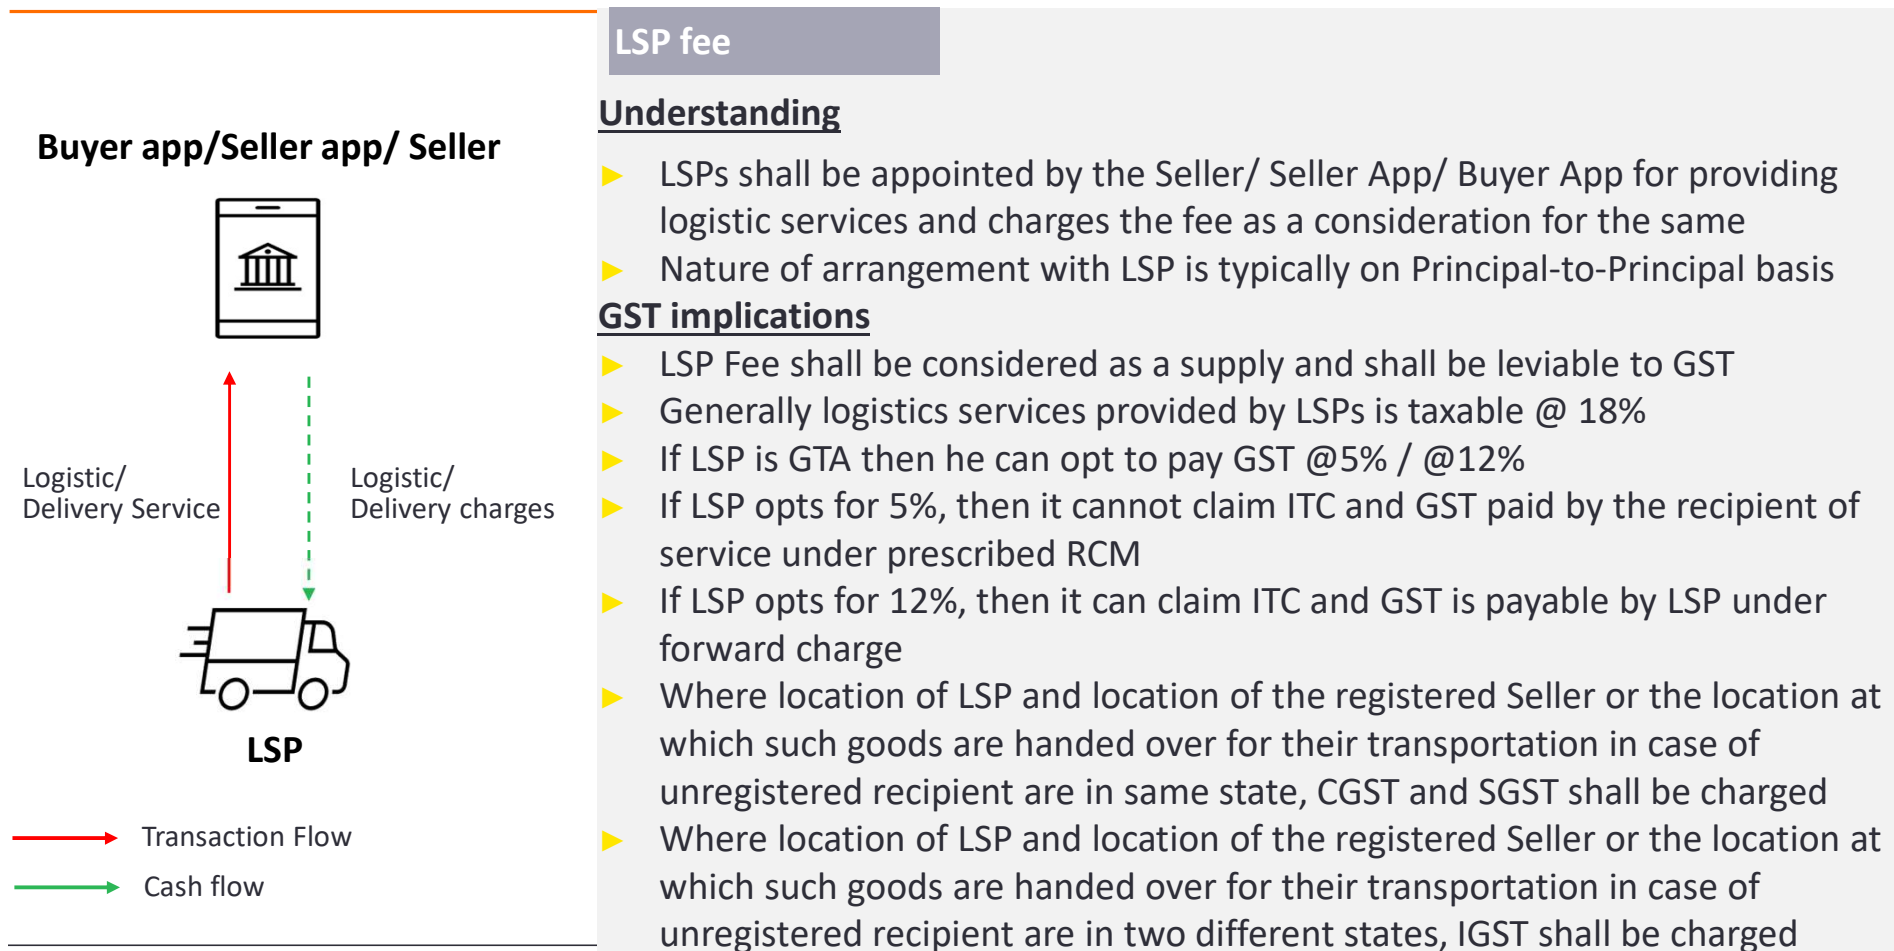 LSP fee
Buyer app/Seller app/ Seller
Logistic/
Delivery Service
Logistic/
Delivery charges
LSP
Transaction Flow
Cash flow
Understanding
► LSPs shall be appointed by the Seller/ Seller App/ Buyer App for providing
logistic services and charges the fee as a consideration for the same
► Nature of arrangement with LSP is typically on Principal-to-Principal basis
GST implications
► LSP Fee shall be considered as a supply and shall be leviable to GST
► Generally logistics services provided by LSPs is taxable @ 18%
► If LSP is GTA then he can opt to pay GST @5% / @12%
► If LSP opts for 5%, then it cannot claim ITC and GST paid by the recipient of
service under prescribed RCM
► If LSP opts for 12%, then it can claim ITC and GST is payable by LSP under
forward charge
► Where location of LSP and location of the registered Seller or the location at
which such goods are handed over for their transportation in case of
unregistered recipient are in same state, CGST and SGST shall be charged
► Where location of LSP and location of the registered Seller or the location at
which such goods are handed over for their transportation in case of
unregistered recipient are in two different states, IGST shall be charged